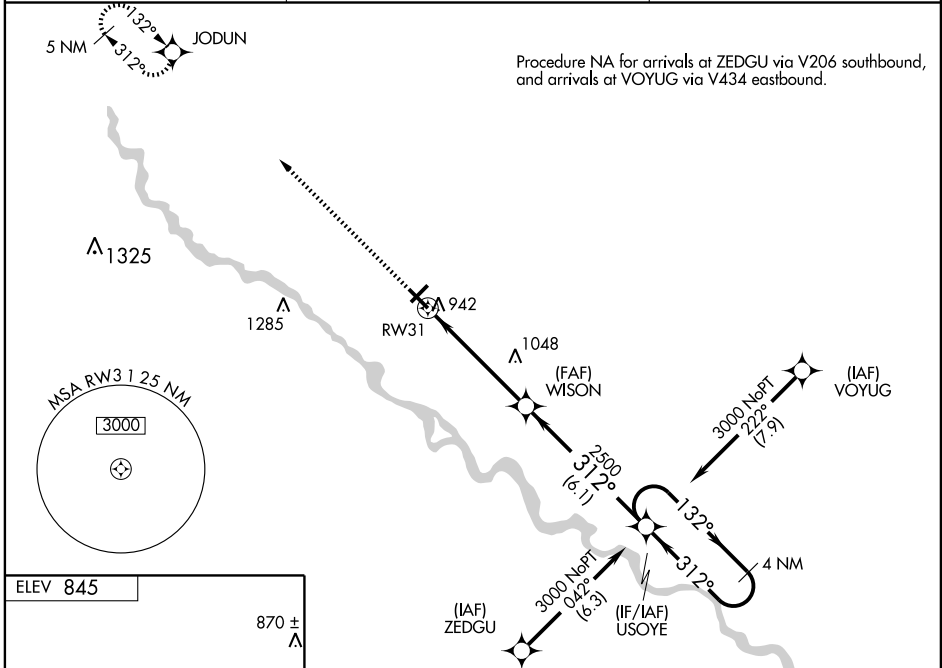 132°
5 NM
312°
JODUN
Procedure NA for arrivals at ZEDGU via V206 southbound,
and arrivals at VOYUG via V434 eastbound.
1325
1285
942
RW31
1048
(FAF)
WISON
(IAF)
VOYUG
3000 NoPT
222°
(7.9)
MSA RW31 25 NM
3000
2500
312°
(6.1)
132°
312°
4 NM
ELEV 845
870 ±
(IAF)
ZEDGU
3000 NoPT
042°
(6.3)
(IF/IAF)
USOYE